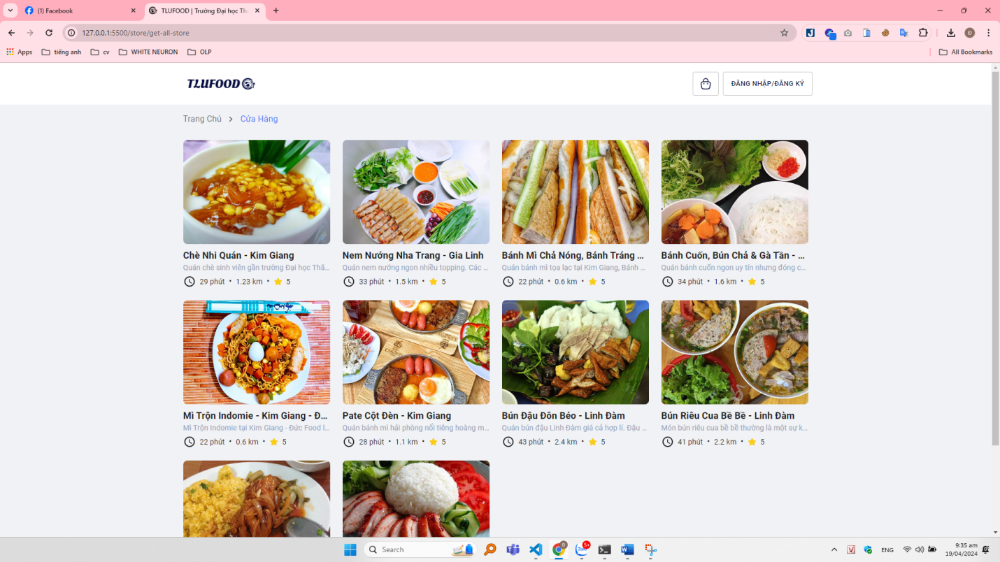 (1) Facebook
TLUFOOD | Trường Đại học Thă
127.0.0.1:5500/store/get-all-store
Apps
tiếng anh
cv
WHITE NEURON
OLP
All Bookmarks
TLUFOOD
ĐĂNG NHẬP/ĐĂNG KÝ
Trang Chủ > Cửa Hàng
Chè Nhi Quán - Kim Giang
Quán chè sinh viên gần trường Đại học Thă...
29 phút • 1.23 km • 5
Nem Nướng Nha Trang - Gia Linh
Quán nem nướng ngon nhiều topping. Các ...
33 phút • 1.5 km • 5
Bánh Mì Chả Nóng, Bánh Tráng ...
Quán bánh mì tọa lạc tại Kim Giang, Bánh ...
22 phút • 0.6 km • 5
Bánh Cuốn, Bún Chả & Gà Tần - ...
Quán bánh cuốn ngon uy tín nhưng đóng c...
34 phút • 1.6 km • 5
Mì Trộn Indomie - Kim Giang - Đ...
Mì Trộn Indomie tại Kim Giang - Đức Food l...
22 phút • 0.6 km • 5
Pate Cột Đèn - Kim Giang
Quán bánh mì hải phòng nổi tiêng hoàng m...
28 phút • 1.1 km • 5
Bún Đậu Đôn Béo - Linh Đàm
Quán bún đậu Linh Đàm giá cả hợp lí. Đậu ...
43 phút • 2.4 km • 5
Bún Riêu Cua Bề Bề - Linh Đàm
Món bún riêu cua bề bề thường là một sự k...
41 phút • 2.2 km • 5
Search
5+
ENG
9:35 am
19/04/2024